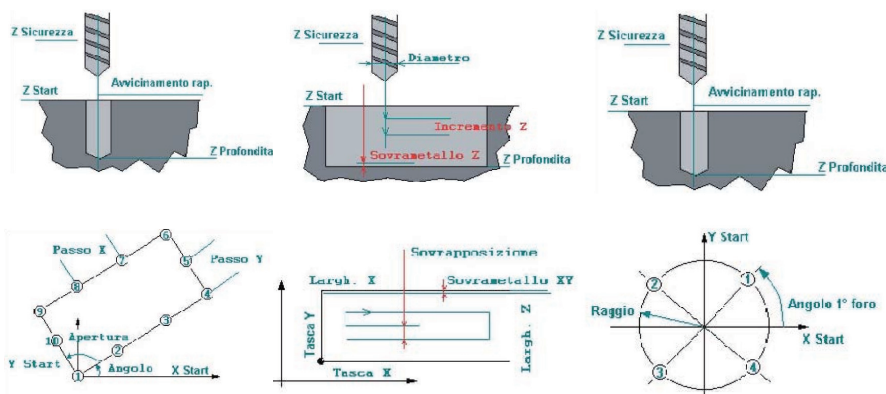 Z Sicurezza
Z Start
Avvicinamento rap.
Z Profondita
Z Sicurezza
Diametro
Z Start
Incremento Z
Sovrametallo Z
Z Profondita
Z Sicurezza
Avvicinamento rap.
Z Start
Z Profondita
6
Passo X
7
5
Passo Y
8
4
9
3
10
Apertura
2
Y Start
Angolo
X Start
1
Sovrapposizione
Largh. X
Sovrametallo XY
Tasca Y
Largh. Z
Tasca X
Y Start
2
1
Raggio
Angolo 1° foro
X Start
3
4